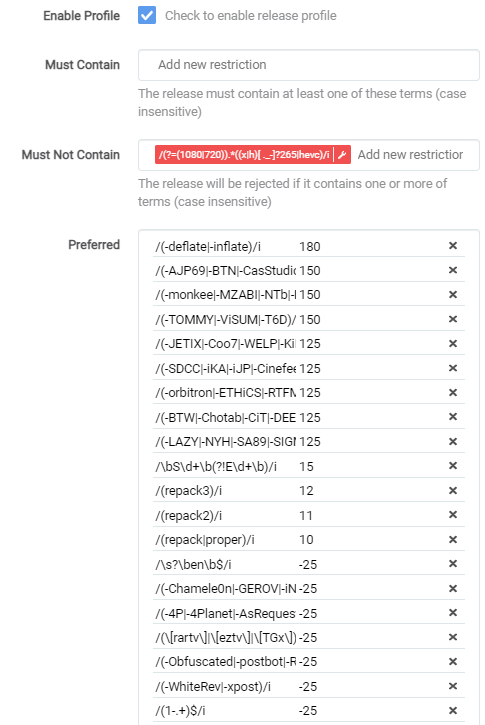 Enable Profile Check to enable release profile
Must Contain Add new restriction
The release must contain at least one of these terms (case
insensitive)
Must Not Contain /(?=(1080|720)).*((x|h)[ ._-]?265|hevc)/i Add new restriction
The release will be rejected if it contains one or more of
terms (case insensitive)
Preferred
/(-deflate|-inflate)/i 180
/(-AJP69|-BTN|-CasStudio 150
/(-monkee|-MZABI|-NTb|- 150
/(-TOMMY|-ViSUM|-T6D)/ 150
/(-JETIX|-Coo7|-WELP|-Ki 125
/(-SDCC|-iKA|-iJP|-Cinefee 125
/(-orbitron|-ETHiCS|-RTFM 125
/(-BTW|-Chotab|-CiT|-DEE 125
/(-LAZY|-NYH|-SA89|-SIGM 125
/\bS\d+\b(?!E\d+\b)/i 15
/(repack3)/i 12
/(repack2)/i 11
/(repack|proper)/i 10
/\s?\ben\b$/i -25
/(-Chamele0n|-GEROV|-iN -25
/(-4P|-4Planet|-AsReques -25
/(\[rartv\]|\[eztv\]|\[TGx\]) -25
/(-Obfuscated|-postbot|-R -25
/(-WhiteRev|-xpost)/i -25
/(1-.+)$/i -25